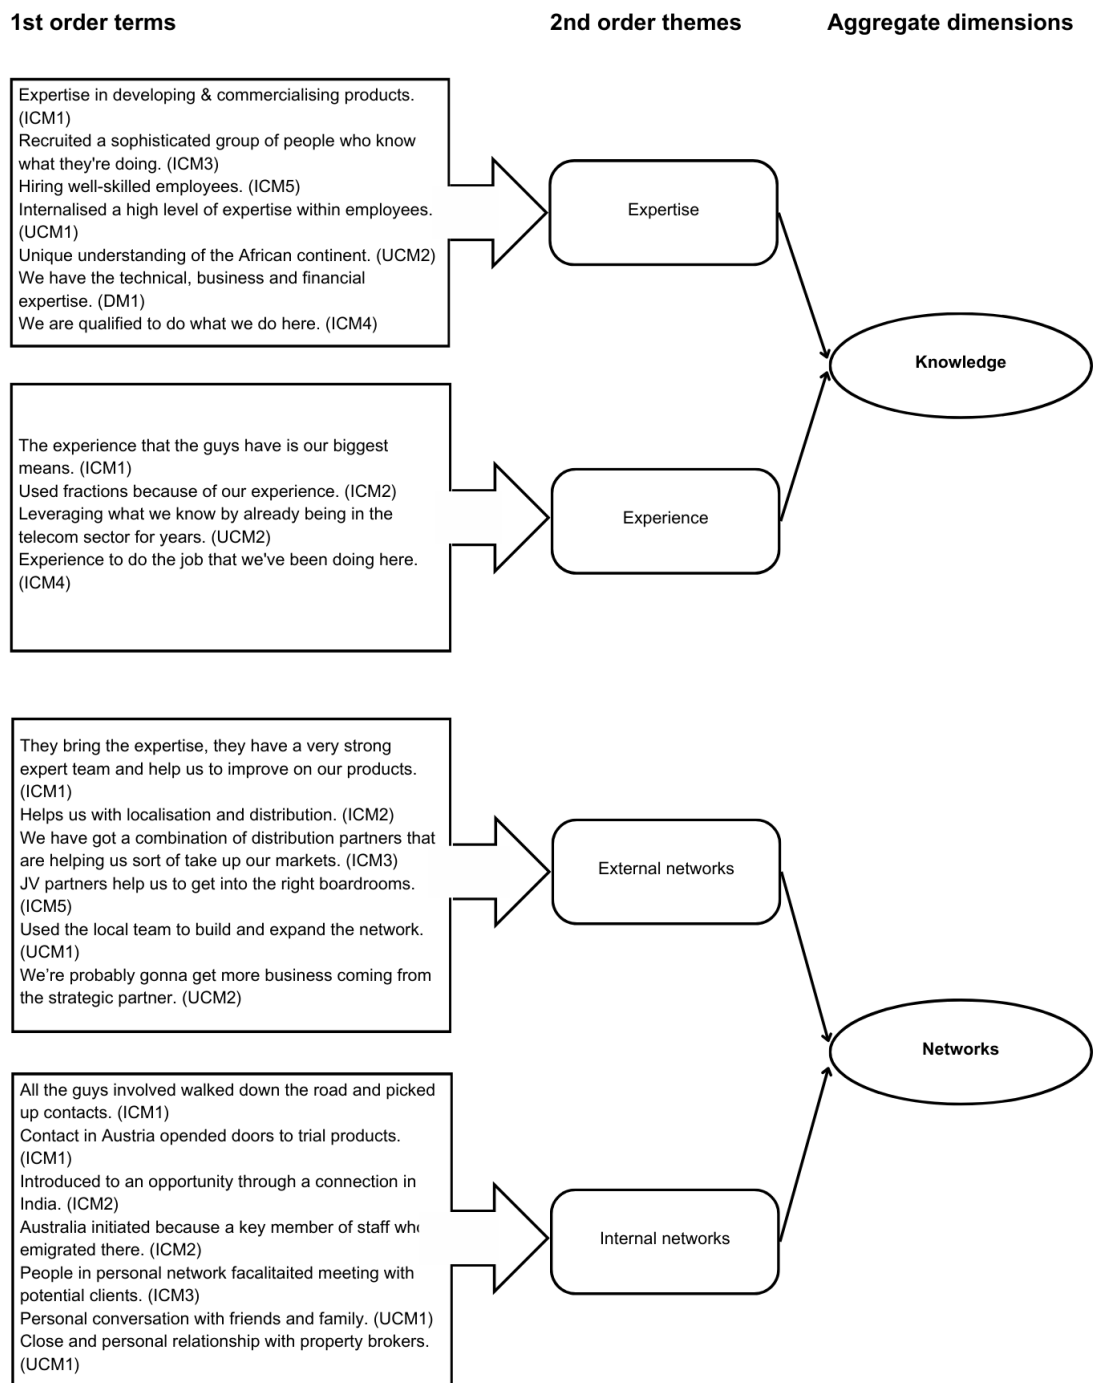 1st order terms
2nd order themes
Aggregate dimensions
Expertise in developing & commercialising products.
(ICM1)
Recruited a sophisticated group of people who know
what they're doing. (ICM3)
Hiring well-skilled employees. (ICM5)
Internalised a high level of expertise within employees.
(UCM1)
Unique understanding of the African continent. (UCM2)
We have the technical, business and financial
expertise. (DM1)
We are qualified to do what we do here. (ICM4)
Expertise
Knowledge
The experience that the guys have is our biggest
means. (ICM1)
Used fractions because of our experience. (ICM2)
Leveraging what we know by already being in the
telecom sector for years. (UCM2)
Experience to do the job that we've been doing here.
(ICM4)
Experience
They bring the expertise, they have a very strong
expert team and help us to improve on our products.
(ICM1)
Helps us with localisation and distribution. (ICM2)
We have got a combination of distribution partners that
are helping us sort of take up our markets. (ICM3)
JV partners help us to get into the right boardrooms.
(ICM5)
Used the local team to build and expand the network.
(UCM1)
We’re probably gonna get more business coming from
the strategic partner. (UCM2)
External networks
Networks
All the guys involved walked down the road and picked
up contacts. (ICM1)
Contact in Austria opended doors to trial products.
(ICM1)
Introduced to an opportunity through a connection in
India. (ICM2)
Australia initiated because a key member of staff who
emigrated there. (ICM2)
People in personal network facalitaited meeting with
potential clients. (ICM3)
Personal conversation with friends and family. (UCM1)
Close and personal relationship with property brokers.
(UCM1)
Internal networks